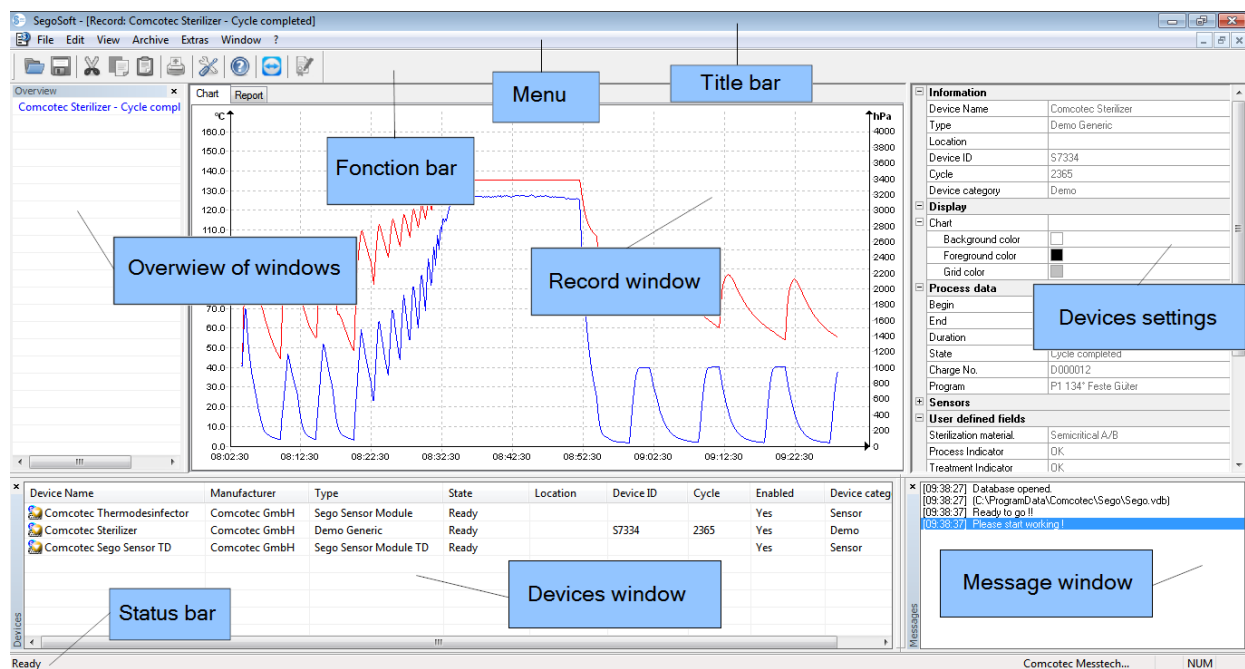 SegoSoft - [Record: Comcotec Sterilizer - Cycle completed]
File Edit View Archive Extras Window ?
Title bar
Menu
Fonction bar
Overview
Comcotec Sterilizer - Cycle compl
Overwiew of windows
Chart Report
°C
160.0
150.0
140.0
130.0
120.0
110.0
70.0
60.0
50.0
40.0
30.0
20.0
10.0
0.0
hPa
4000
3800
3600
3400
3200
3000
2800
2600
2400
2200
2000
1800
1600
1400
1200
1000
800
600
400
200
0
08:02:30 08:12:30 08:22:30 08:32:30 08:42:30 08:52:30 09:02:30 09:12:30 09:22:30
Record window
Information
Device Name Comcotec Sterilizer
Type Demo Generic
Location
Device ID S7334
Cycle 2365
Device category Demo
Display
Chart
Background color
Foreground color
Grid color
Process data
Begin
End
Duration
State Cycle completed
Charge No. D000012
Program P1 134° Feste Güter
Sensors
User defined fields
Sterilization material. Semicritical A/B
Process Indicator OK
Treatment Indicator OK
Devices settings
Device Name Manufacturer Type State Location Device ID Cycle Enabled Device categ
Comcotec Thermodesinfector Comcotec GmbH Sego Sensor Module Ready Yes Sensor
Comcotec Sterilizer Comcotec GmbH Demo Generic Ready S7334 2365 Yes Demo
Comcotec Sego Sensor TD Comcotec GmbH Sego Sensor Module TD Ready Yes Sensor
Devices window
Devices
Status bar
[09:38:27] Database opened.
[09:38:27] (C:\ProgramData\Comcotec\Sego\Sego.vdb)
[09:38:37] Ready to go !!
[09:38:37] Please start working !
Message window
Messages
Ready
Comcotec Messtech... NUM